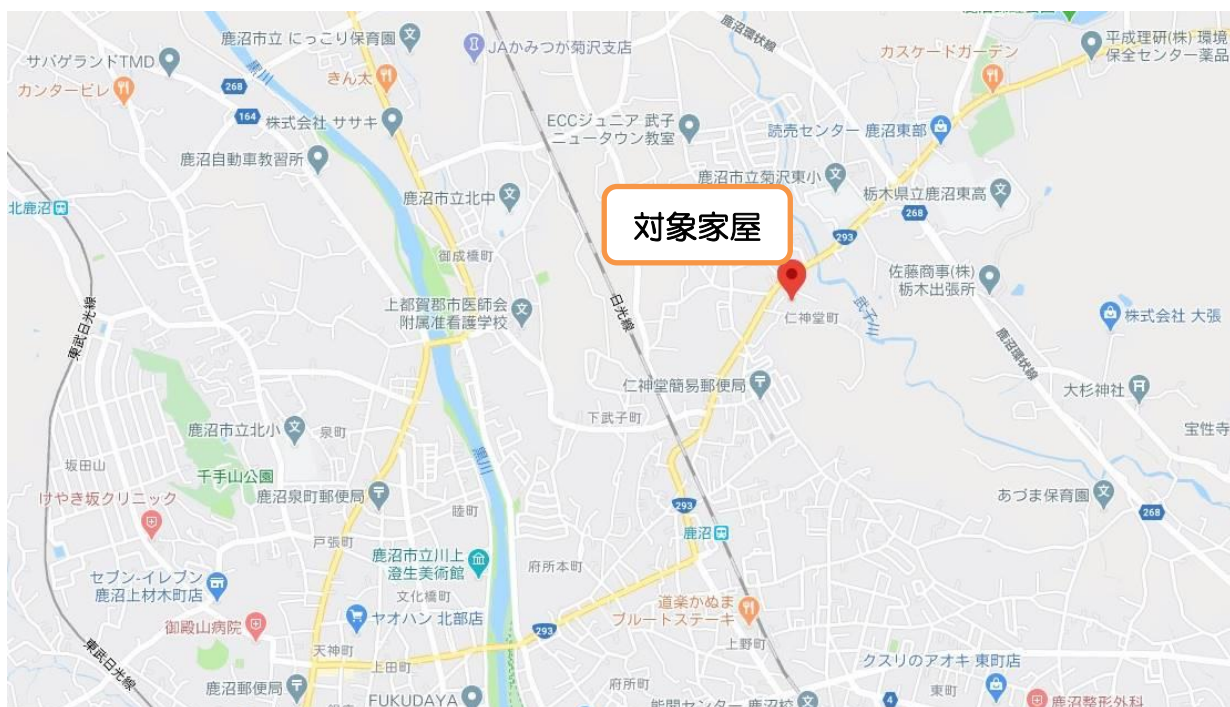 鹿沼市立 にっこり保育園
JAかみつが菊沢支店
鹿沼環状線
カスケードガーデン
平成理研(株) 環境
保全センター薬品
サバゲランドTMD
カンタービレ
きん太
黒川
268
164
株式会社 ササキ
ECCジュニア 武子
ニュータウン教室
読売センター 鹿沼東部
鹿沼自動車教習所
鹿沼市立北中
鹿沼市立菊沢東小
栃木県立鹿沼東高
北鹿沼
対象家屋
268
293
御成橋町
佐藤商事(株)
栃木出張所
上都賀郡市医師会
附属准看護学校
日光線
仁神堂町
武子川
株式会社 大張
東武日光線
鹿沼環状線
仁神堂簡易郵便局
大杉神社
下武子町
鹿沼市立北小
泉町
宝性寺
黒川
坂田山
千手山公園
けやき坂クリニック
鹿沼泉町郵便局
睦町
あづま保育園
293
268
鹿沼
戸張町
鹿沼市立川上
澄生美術館
府所本町
セブン-イレブン
鹿沼上材木町店
文化橋町
道楽かぬま
ブルートステーキ
ヤオハン 北部店
御殿山病院
293
天神町
上田町
上野町
東武日光線
クスリのアオキ 東町店
鹿沼郵便局
府所町
東町
FUKUDAYA
4
鹿沼整形外科